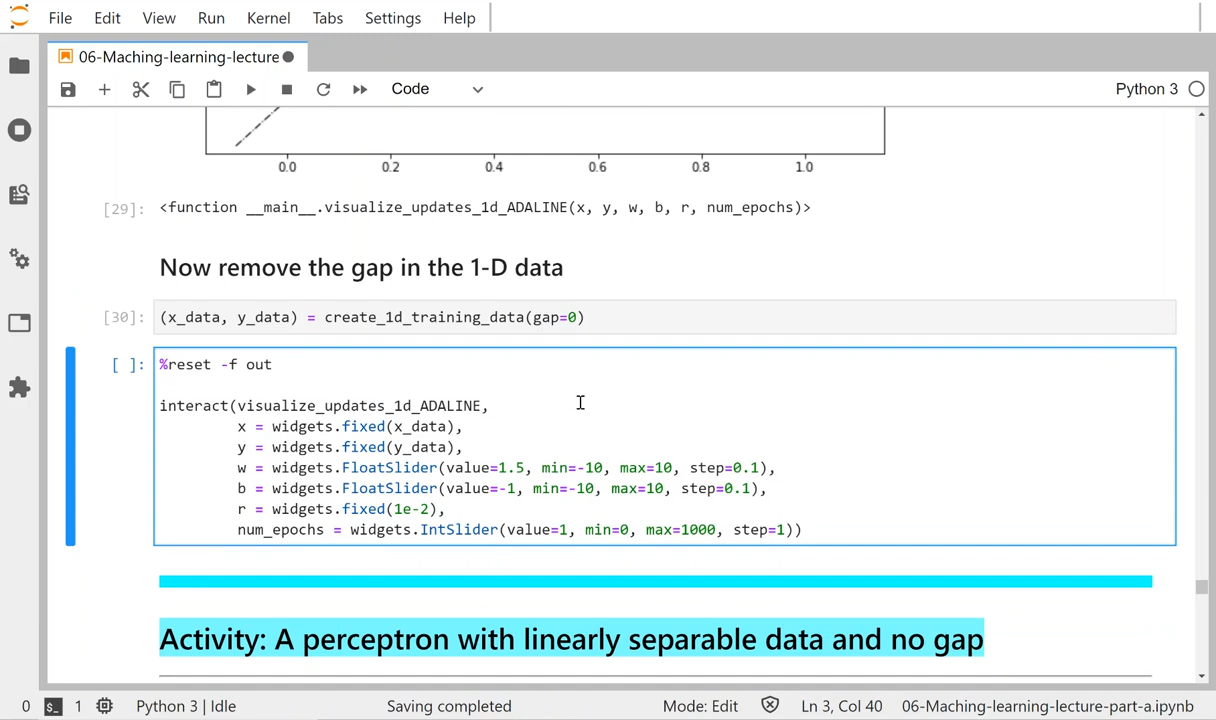 File Edit View Run Kernel Tabs Settings Help
06-Maching-learning-lecture
Code
Python 3
0.0 0.2 0.4 0.6 0.8 1.0
[29]: <function __main__.visualize_updates_1d_ADALINE(x, y, w, b, r, num_epochs)>
Now remove the gap in the 1-D data
[30]: (x_data, y_data) = create_1d_training_data(gap=0)
[ ]: %reset -f out
interact(visualize_updates_1d_ADALINE,
x = widgets.fixed(x_data),
y = widgets.fixed(y_data),
w = widgets.FloatSlider(value=1.5, min=-10, max=10, step=0.1),
b = widgets.FloatSlider(value=-1, min=-10, max=10, step=0.1),
r = widgets.fixed(1e-2),
num_epochs = widgets.IntSlider(value=1, min=0, max=1000, step=1))
Activity: A perceptron with linearly separable data and no gap
0 $_ 1 Python 3 | Idle Saving completed Mode: Edit Ln 3, Col 40 06-Maching-learning-lecture-part-a.ipynb